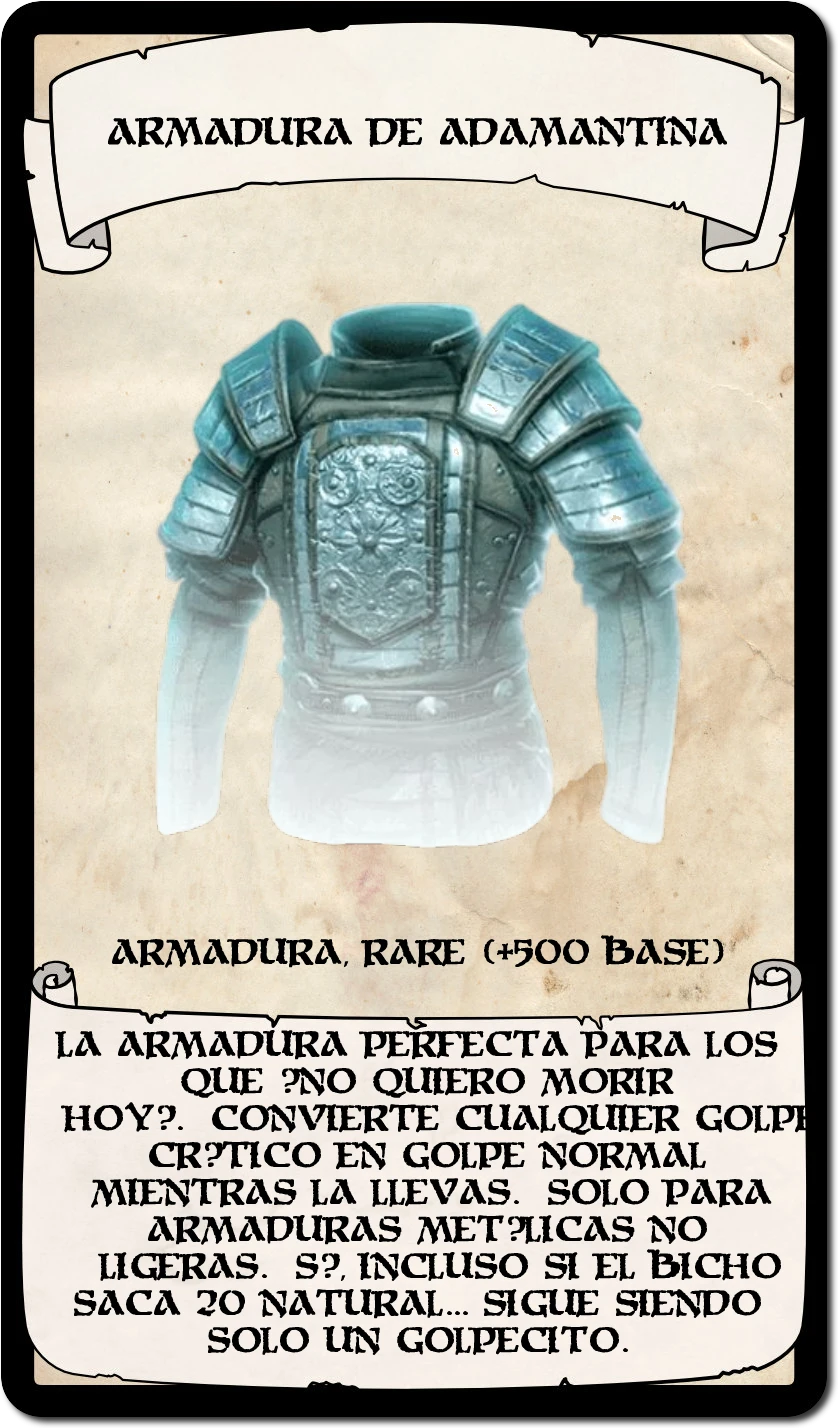 ARMADURA DE ADAMANTINA
ARMADURA, RARE (+500 BASE)
LA ARMADURA PERFECTA PARA LOS
QUE ?NO QUIERO MORIR
HOY?. CONVIERTE CUALQUIER GOLPE
CR?TICO EN GOLPE NORMAL
MIENTRAS LA LLEVAS. SOLO PARA
ARMADURAS MET?LICAS NO
LIGERAS. S?, INCLUSO SI EL BICHO
SACA 20 NATURAL... SIGUE SIENDO
SOLO UN GOLPECITO.